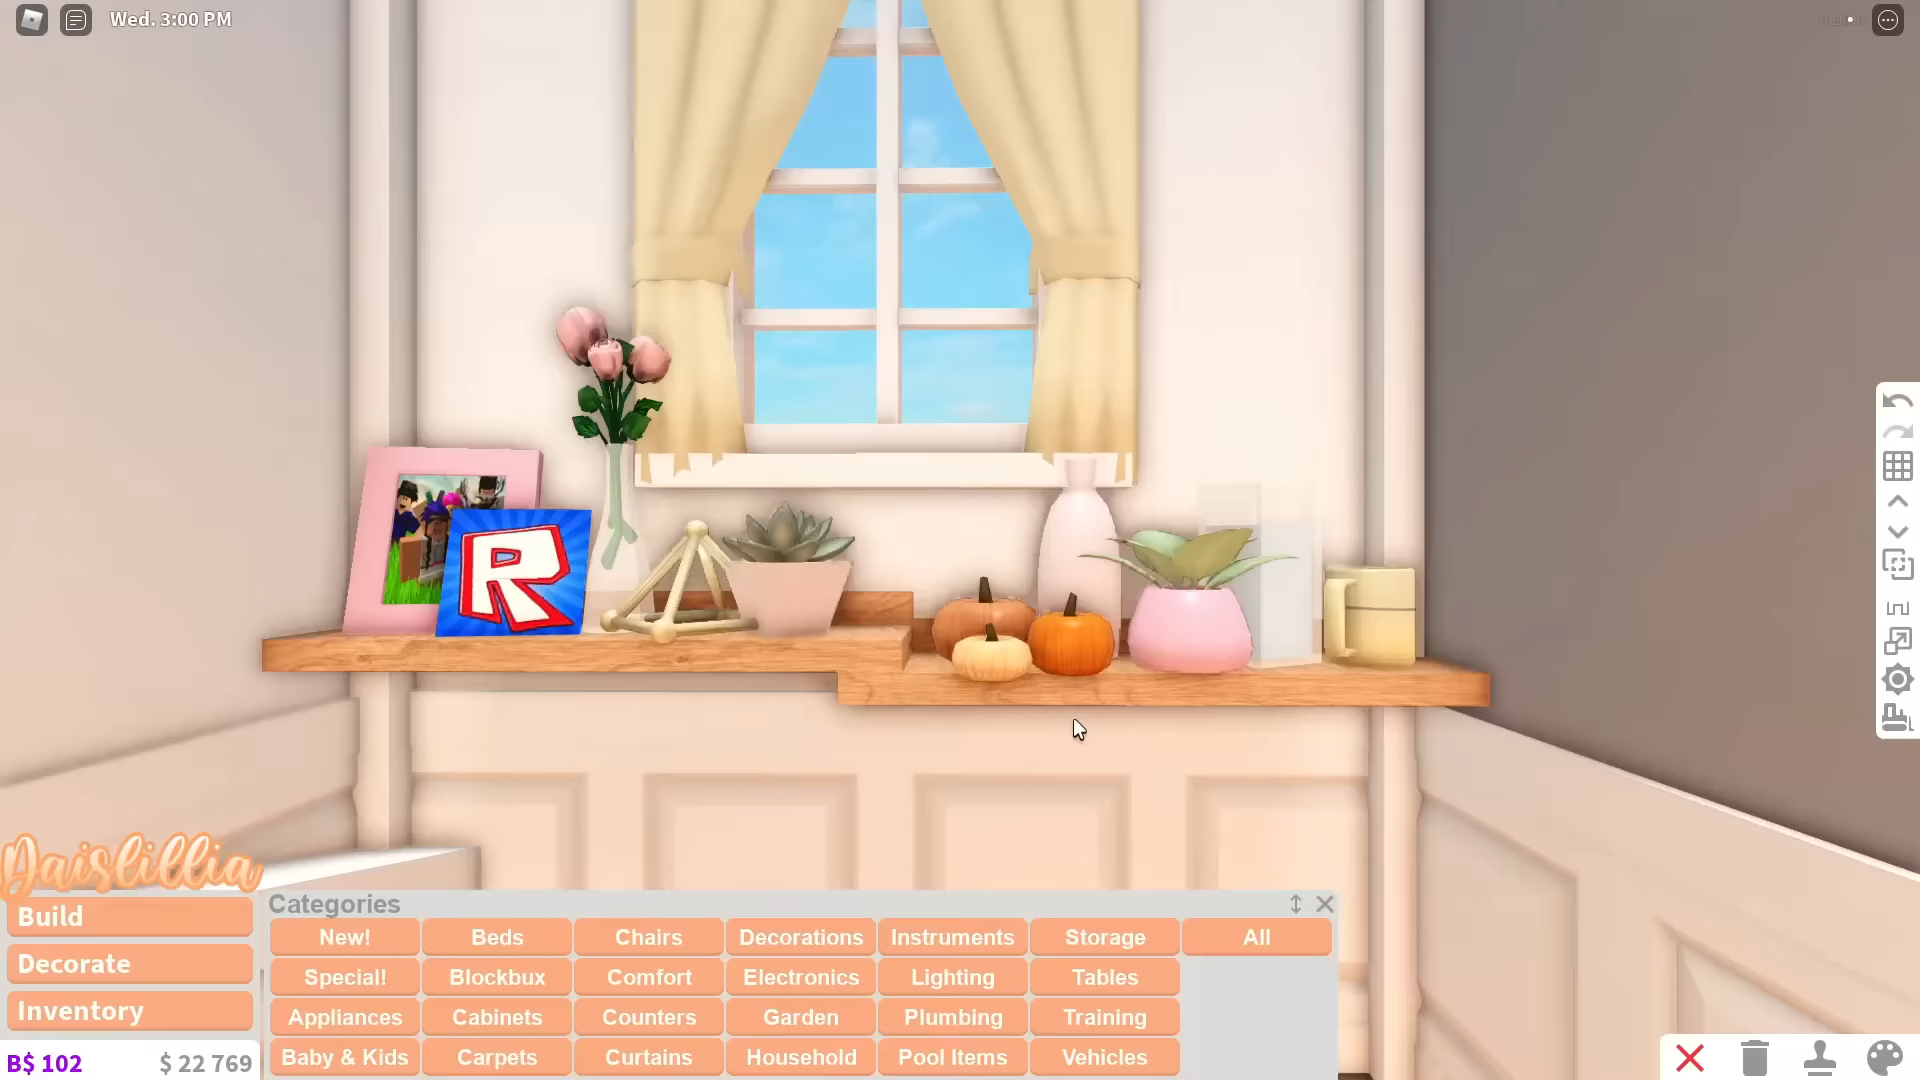 Wed. 3:00 PM
R
Daislillia
Build
Decorate
Inventory
B$ 102
$ 22 769
Categories
New! Beds Chairs Decorations Instruments Storage All
Special! Blockbux Comfort Electronics Lighting Tables
Appliances Cabinets Counters Garden Plumbing Training
Baby & Kids Carpets Curtains Household Pool Items Vehicles